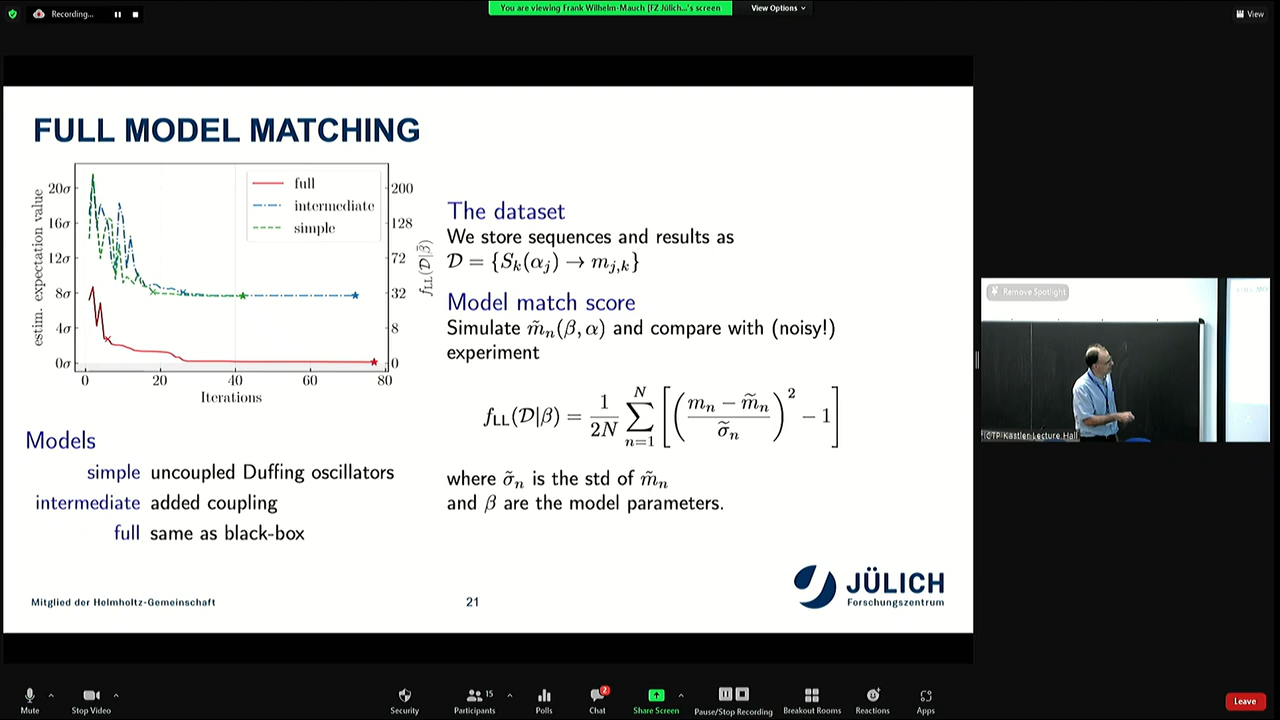 Recording...
You are viewing Frank Wilhelm-Mauch [FZ Jülich...'s screen
View Options
View
FULL MODEL MATCHING
estim. expectation value
20σ
16σ
12σ
8σ
4σ
0σ
full
intermediate
simple
200
128
72
32
8
0
f_LL(𝒟|β̃)
0 20 40 60 80
Iterations
The dataset
We store sequences and results as
𝒟 = {S_k(α_j) → m_{j,k}}
Model match score
Simulate m̃_n(β, α) and compare with (noisy!)
experiment
f_LL(𝒟|β) = 1/2N ∑_{n=1}^{N} [((m_n − m̃_n)/σ̃_n)^2 − 1]
where σ̃_n is the std of m̃_n
and β are the model parameters.
Models
simple uncoupled Duffing oscillators
intermediate added coupling
full same as black-box
Mitglied der Helmholtz-Gemeinschaft
21
JÜLICH
Forschungszentrum
Remove Spotlight
ICTP Kastler Lecture Hall
Mute
Stop Video
Security
Participants
15
Polls
Chat
2
Share Screen
Pause/Stop Recording
Breakout Rooms
Reactions
Apps
Leave